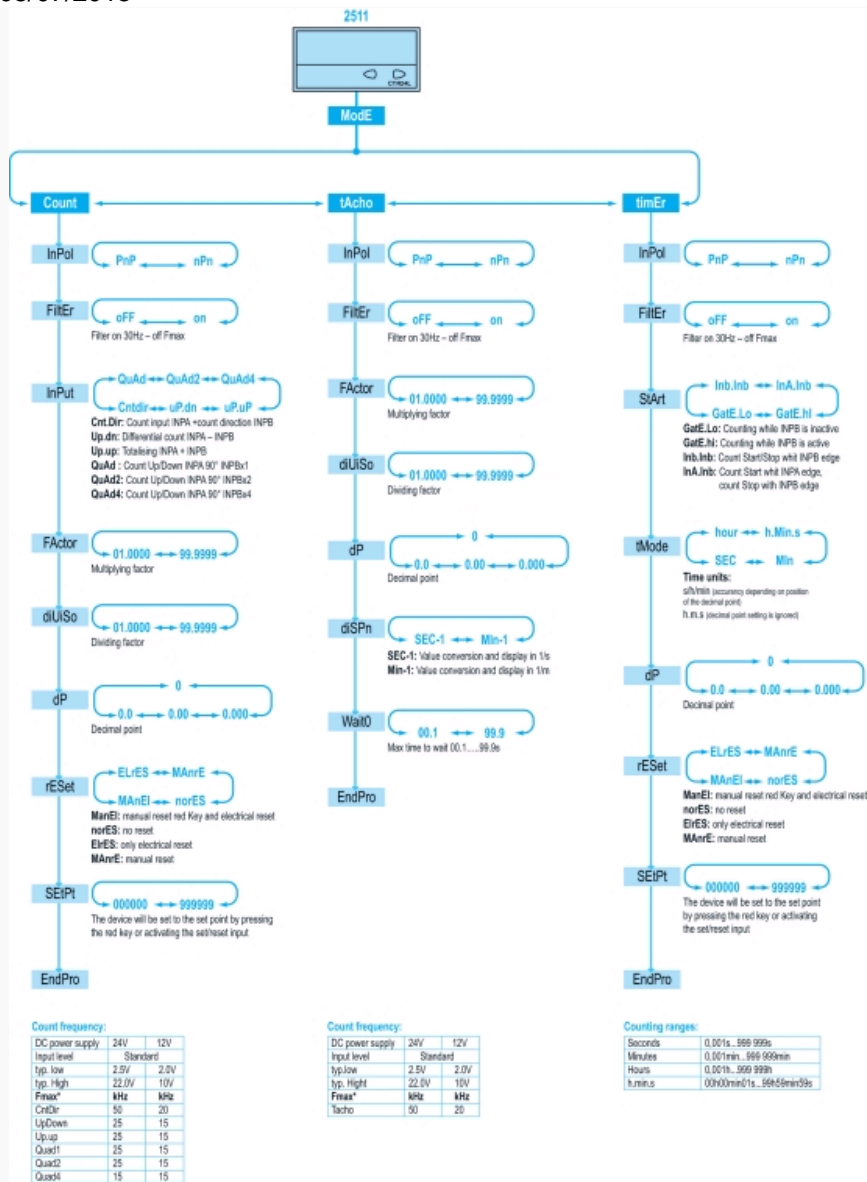 2511
CTRDHL
ModE
Count
tAcho
timEr
InPol
PnP nPn
FiltEr
oFF on
Filter on 30Hz – off Fmax
InPut
QuAd QuAd2 QuAd4
Cntdir uP.dn uP.uP
Cnt.Dir: Count input INPA +count direction INPB
Up.dn: Differential count INPA – INPB
Up.up: Totalising INPA + INPB
QuAd : Count Up/Down INPA 90° INPBx1
QuAd2: Count Up/Down INPA 90° INPBx2
QuAd4: Count Up/Down INPA 90° INPBx4
FActor
01.0000 99.9999
Multiplying factor
diUiSo
01.0000 99.9999
Dividing factor
dP
0
0.0 0.00 0.000
Decimal point
rESet
ELrES MAnrE
MAnEl norES
ManEl: manual reset red Key and electrical reset
norES: no reset
ElrES: only electrical reset
MAnrE: manual reset
SEtPt
000000 999999
The device will be set to the set point by pressing
the red key or activating the set/reset input
EndPro
InPol
PnP nPn
FiltEr
oFF on
Filter on 30Hz – off Fmax
FActor
01.0000 99.9999
Multiplying factor
diUiSo
01.0000 99.9999
Dividing factor
dP
0
0.0 0.00 0.000
Decimal point
diSPn
SEC-1 MIn-1
SEC-1: Value conversion and display in 1/s
Min-1: Value conversion and display in 1/m
Wait0
00.1 99.9
Max time to wait 00.1.....99.9s
EndPro
InPol
PnP nPn
FiltEr
oFF on
Filter on 30Hz – off Fmax
StArt
Inb.Inb InA.Inb
GatE.Lo GatE.hI
GatE.Lo: Counting while INPB is inactive
GatE.hi: Counting while INPB is active
Inb.Inb: Count Start/Stop whit INPB edge
InA.Inb: Count Start whit INPA edge,
count Stop with INPB edge
tMode
hour h.Min.s
SEC MIn
Time units:
s/h/min (accurency depending on position
of the decimal point)
h.m.s (decimal point setting is ignored)
dP
0
0.0 0.00 0.000
Decimal point
rESet
ELrES MAnrE
MAnEl norES
ManEl: manual reset red Key and electrical reset
norES: no reset
ElrES: only electrical reset
MAnrE: manual reset
SEtPt
000000 999999
The device will be set to the set point
by pressing the red key or activating
the set/reset input
EndPro
Count frequency:
DC power supply 24V 12V
Input level Standard
typ. low 2.5V 2.0V
typ. High 22.0V 10V
Fmax* kHz kHz
CntDir 50 20
UpDown 25 15
Up.up 25 15
Quad1 25 15
Quad2 25 15
Quad4 15 15
Count frequency:
DC power supply 24V 12V
Input level Standard
typ.low 2.5V 2.0V
typ. Hight 22.0V 10V
Fmax* kHz kHz
Tacho 50 20
Counting ranges:
Seconds 0,001s...999 999s
Minutes 0,001min...999 999min
Hours 0,001h...999 999h
h.min.s 00h00min01s...99h59min59s